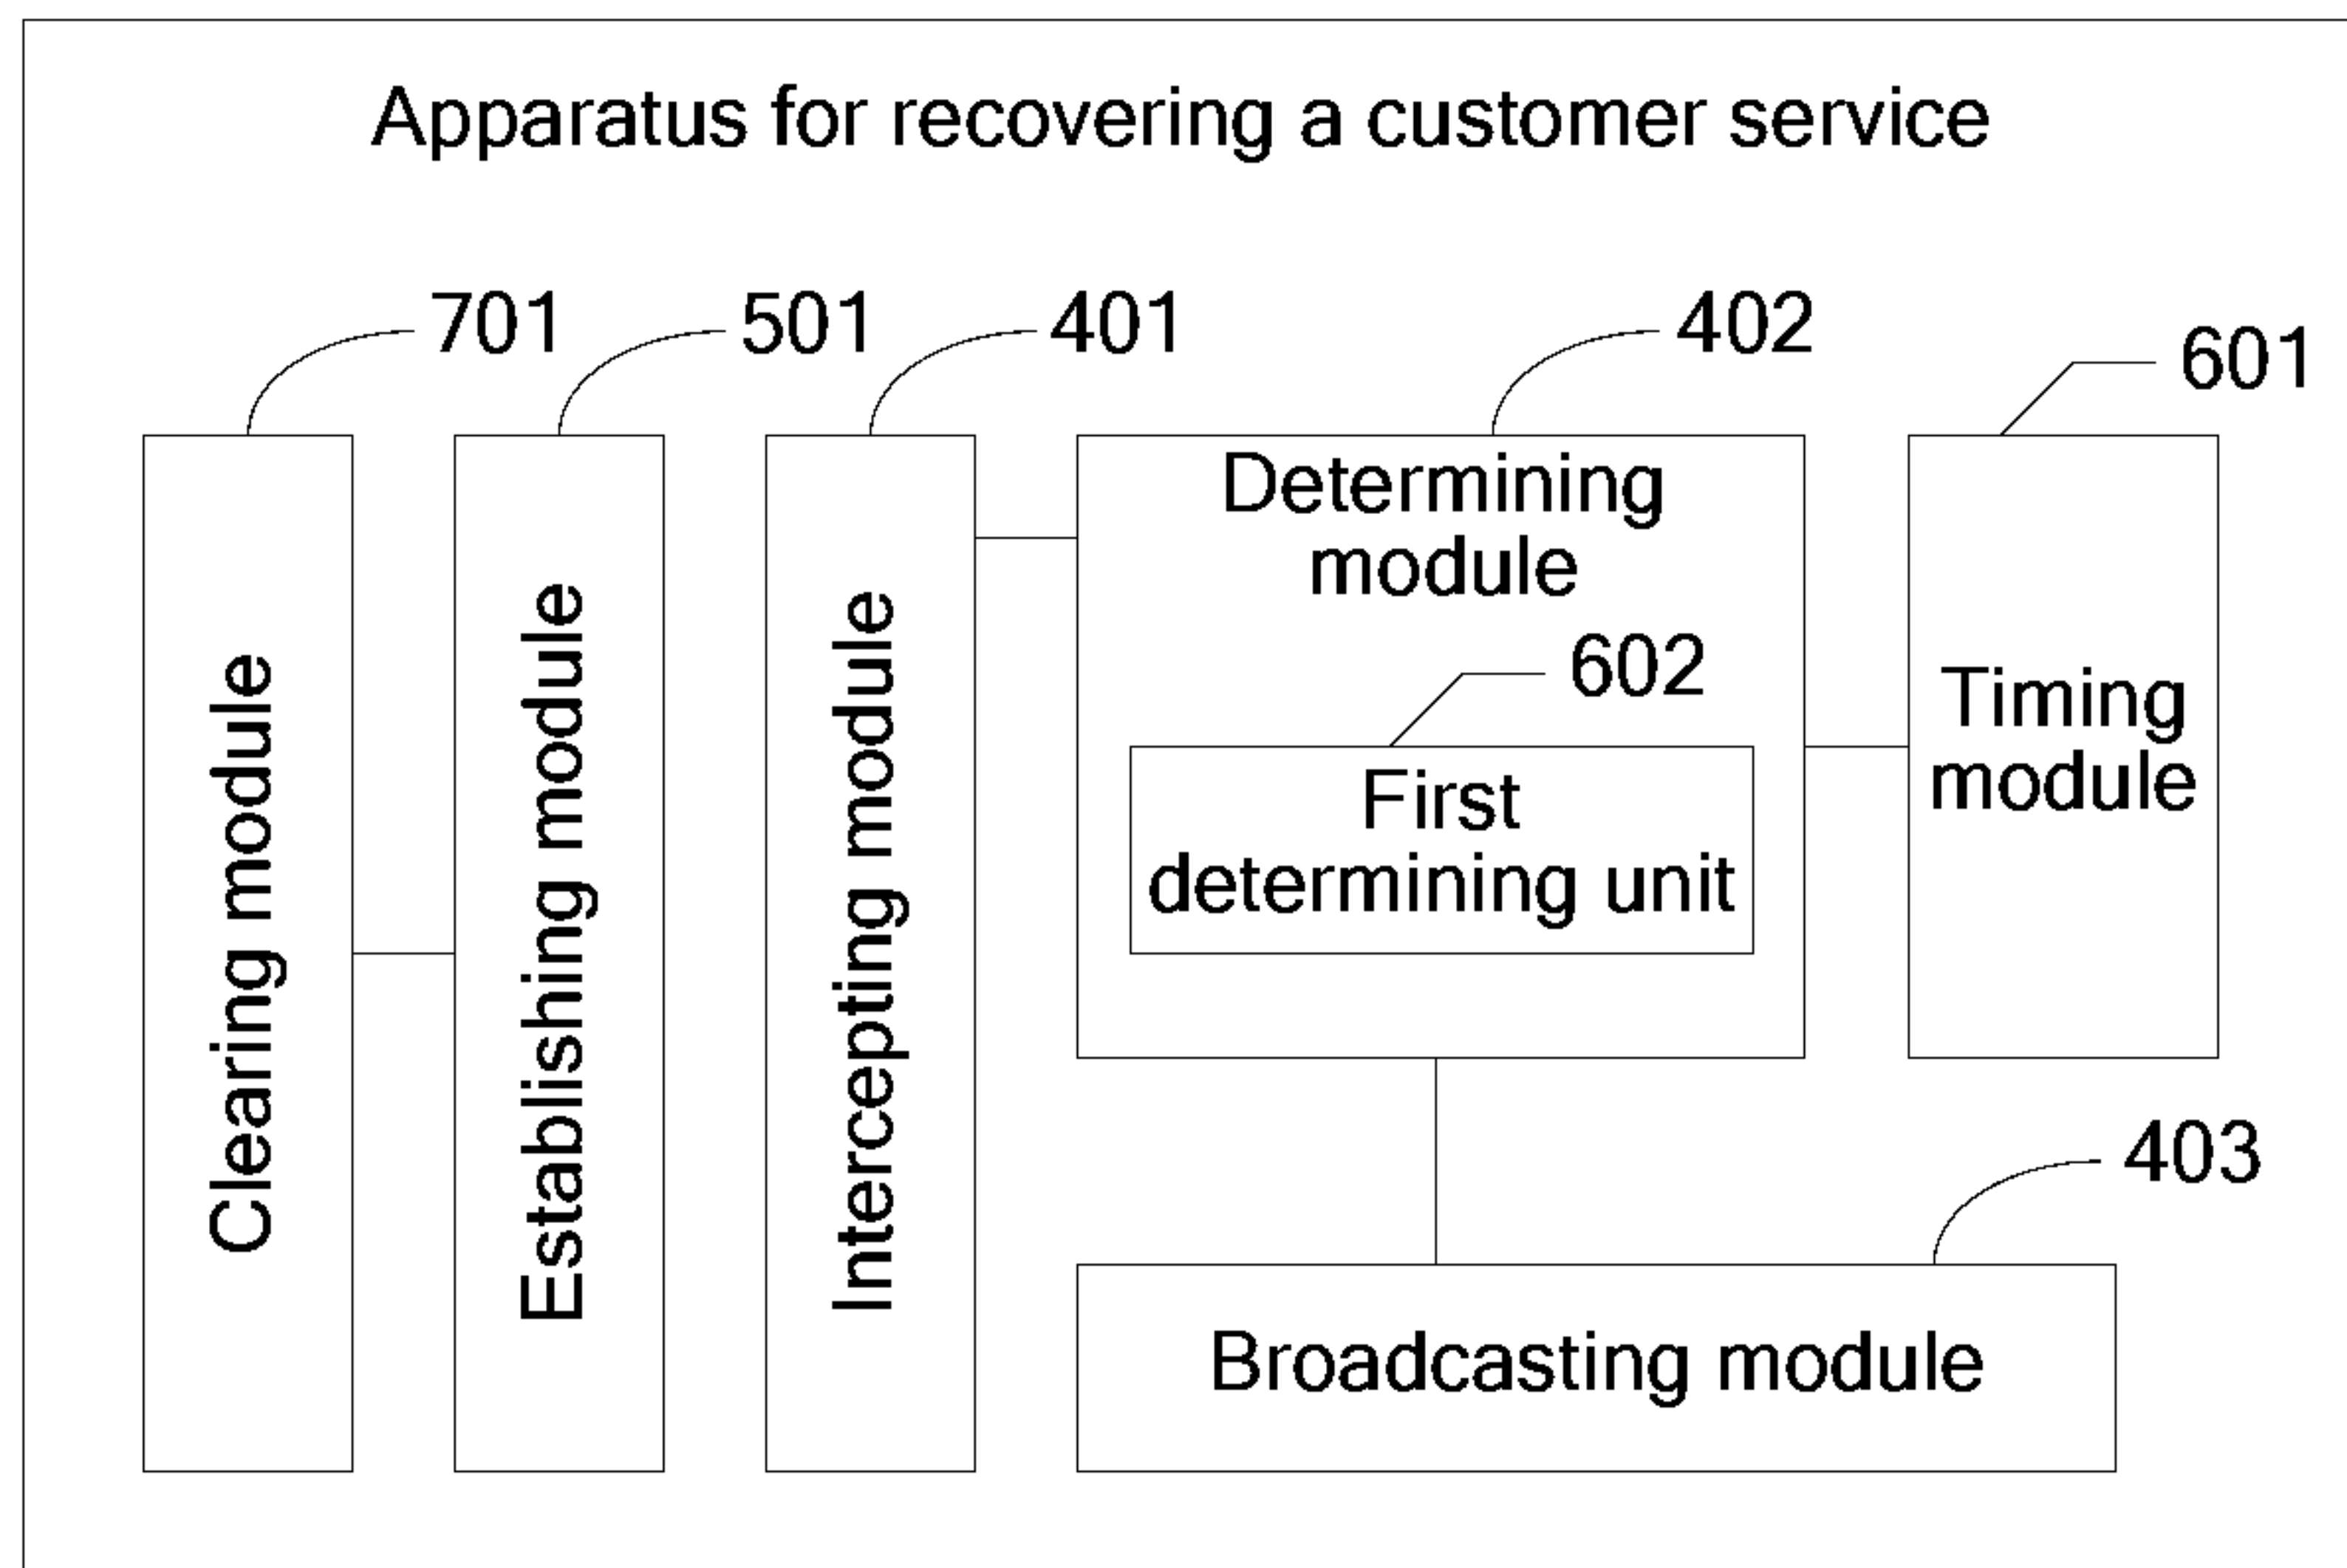 Apparatus for recovering a customer service
701
501
401
402
601
Clearing module
Establishing module
Intercepting module
Determining
module
602
First
determining unit
Timing
module
403
Broadcasting module